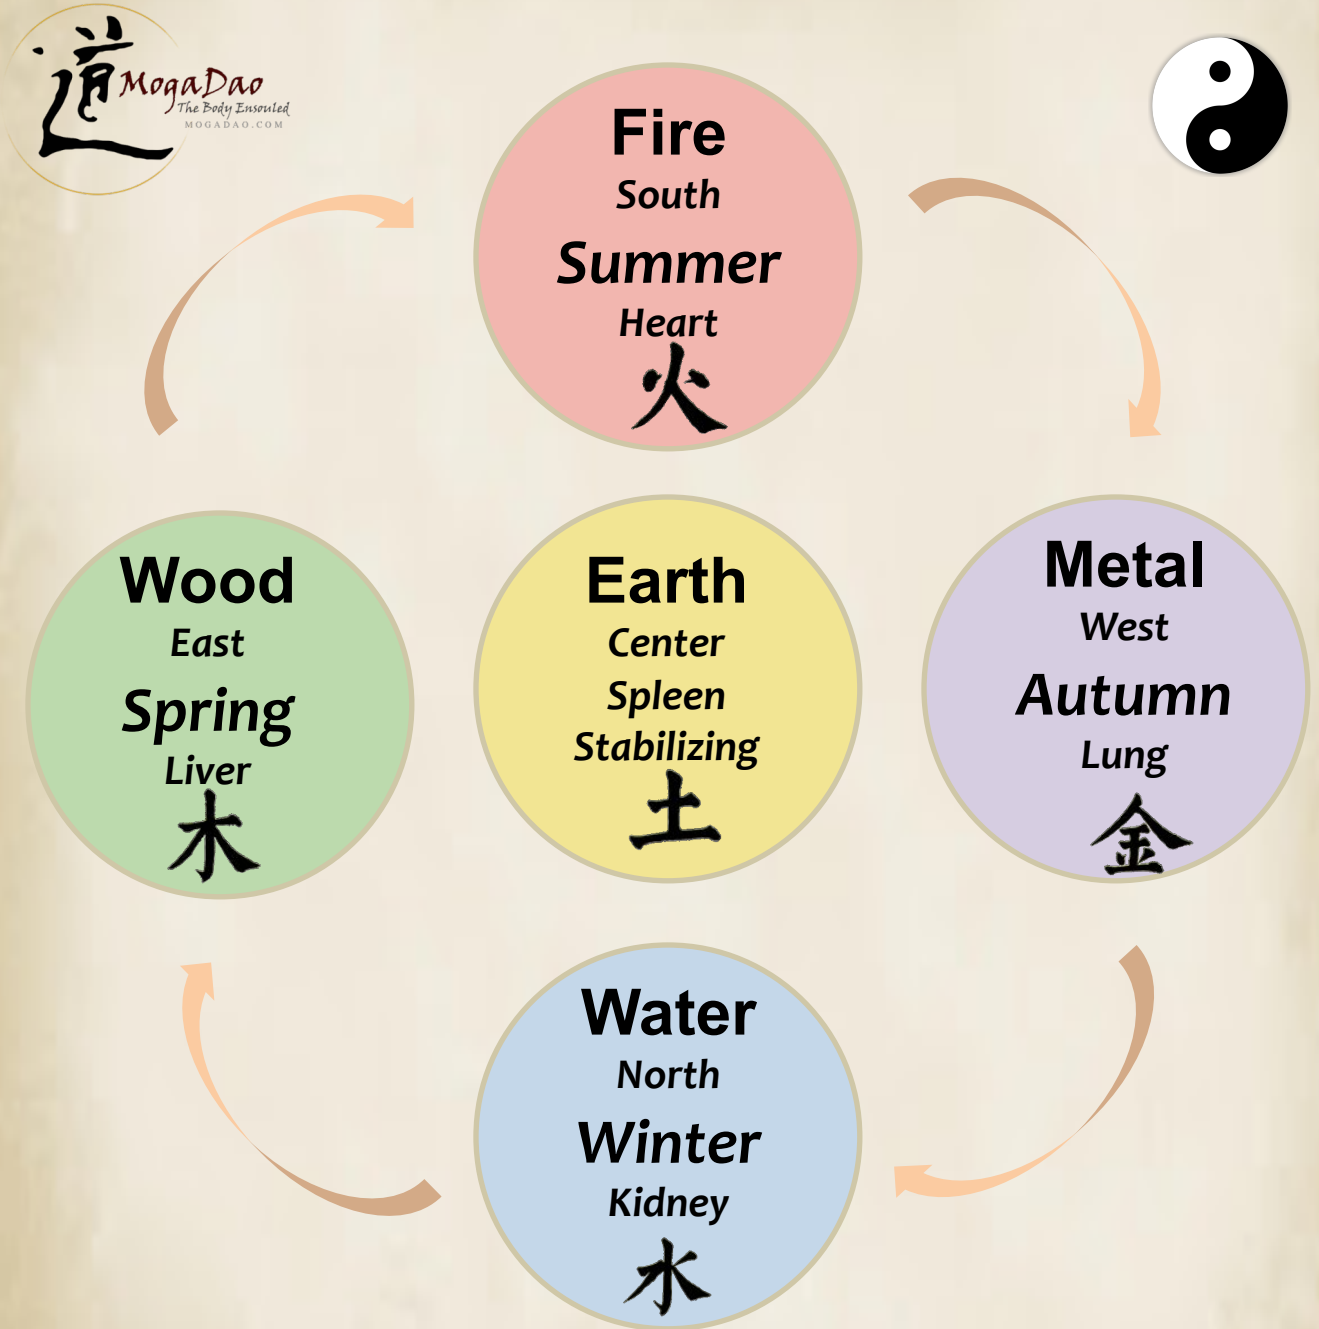 道
MogaDao
The Body Ensouled
MOGADAO.COM
Fire
South
Summer
Heart
火
Wood
East
Spring
Liver
木
Earth
Center
Spleen
Stabilizing
土
Metal
West
Autumn
Lung
金
Water
North
Winter
Kidney
水